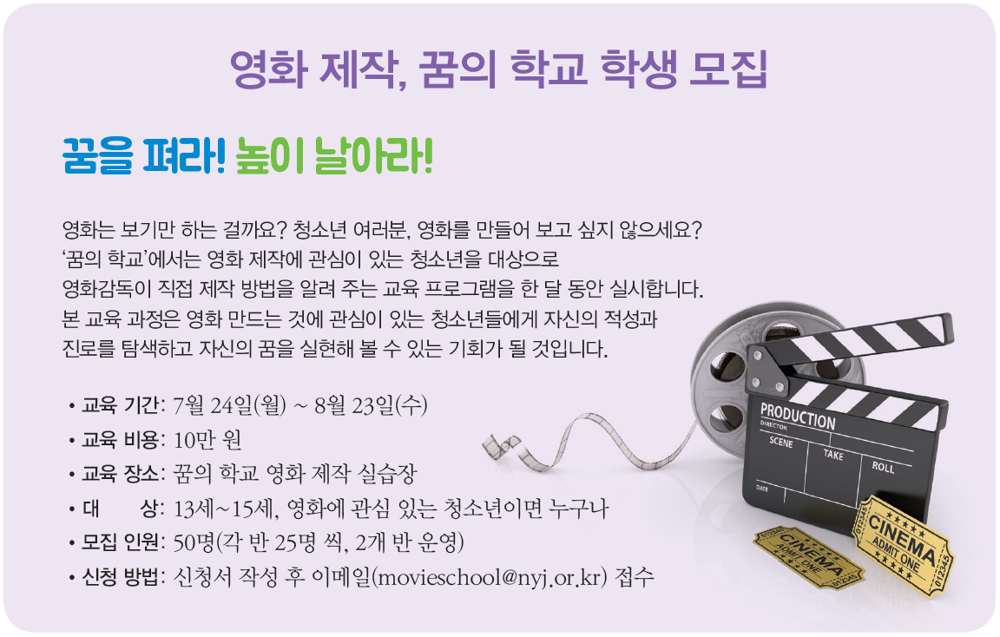 영화 제작, 꿈의 학교 학생 모집
꿈을 펴라! 높이 날아라!
영화는 보기만 하는 걸까요? 청소년 여러분, 영화를 만들어 보고 싶지 않으세요?
‘꿈의 학교’에서는 영화 제작에 관심이 있는 청소년을 대상으로
영화감독이 직접 제작 방법을 알려 주는 교육 프로그램을 한 달 동안 실시합니다.
본 교육 과정은 영화 만드는 것에 관심이 있는 청소년들에게 자신의 적성과
진로를 탐색하고 자신의 꿈을 실현해 볼 수 있는 기회가 될 것입니다.
• 교육 기간: 7월 24일(월) ~ 8월 23일(수)
• 교육 비용: 10만 원
• 교육 장소: 꿈의 학교 영화 제작 실습장
• 대 상: 13세~15세, 영화에 관심 있는 청소년이면 누구나
• 모집 인원: 50명(각 반 25명 씩, 2개 반 운영)
• 신청 방법: 신청서 작성 후 이메일(movieschool@nyj.or.kr) 접수
PRODUCTION
DIRECTOR
SCENE TAKE ROLL
DATE
012345 CINEMA ADMIT ONE 012345
012345 CINEMA ADMIT ONE 012345